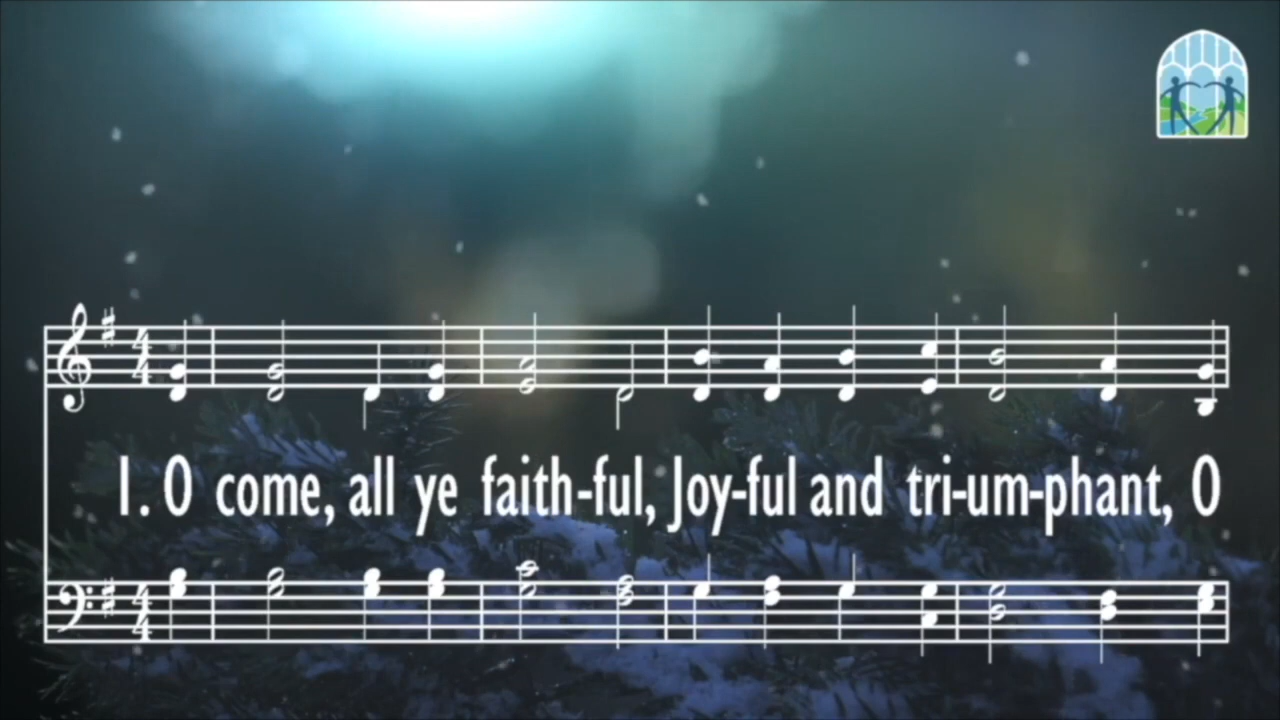 1. O come, all ye faith-ful, Joy-ful and tri-um-phant, O